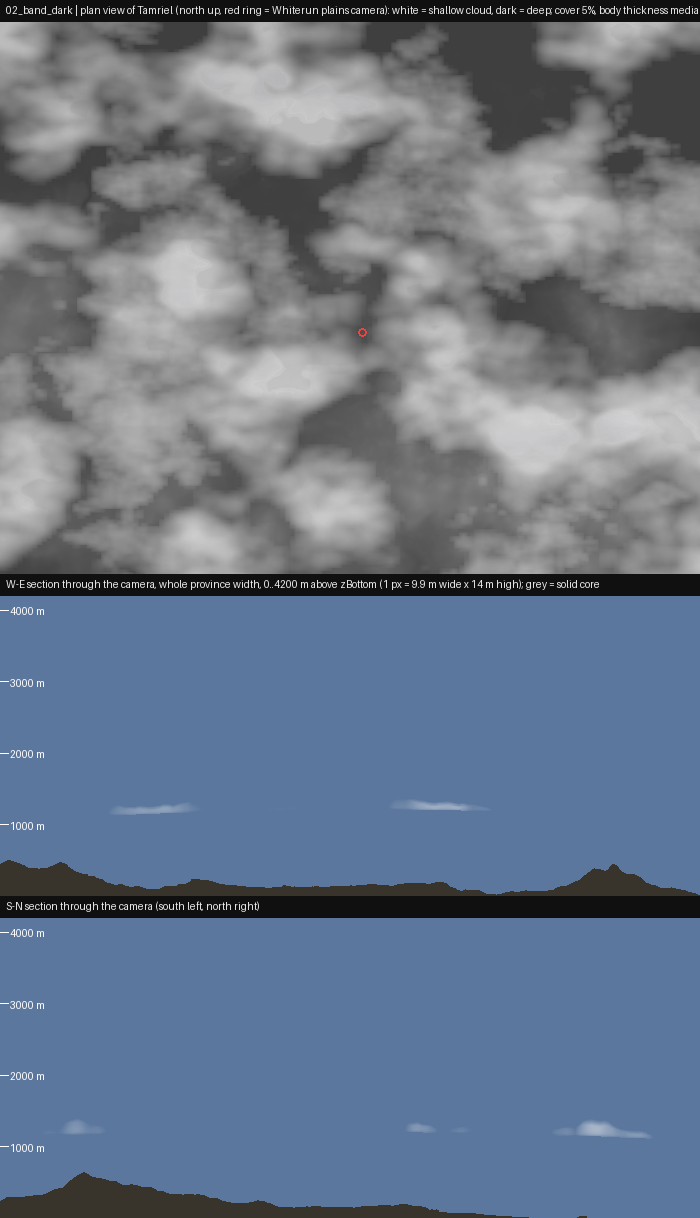 02_band_dark | plan view of Tamriel (north up, red ring = Whiterun plains camera): white = shallow cloud, dark = deep; cover 5%, body thickness media
W-E section through the camera, whole province width, 0..4200 m above zBottom (1 px = 9.9 m wide x 14 m high); grey = solid core
4000 m
3000 m
2000 m
1000 m
S-N section through the camera (south left, north right)
4000 m
3000 m
2000 m
1000 m